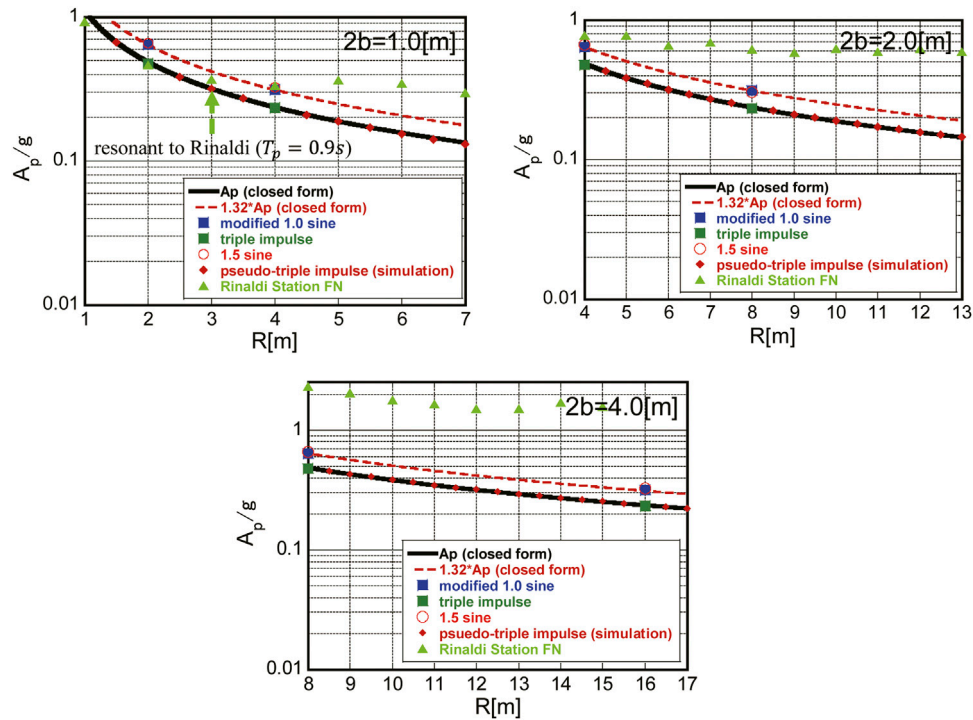 2b=1.0[m]
A_p/g
1
0.1
0.01
resonant to Rinaldi (T_p = 0.9s)
Ap (closed form)
1.32*Ap (closed form)
modified 1.0 sine
triple impulse
1.5 sine
pseudo-triple impulse (simulation)
Rinaldi Station FN
1 2 3 4 5 6 7
R[m]
2b=2.0[m]
A_p/g
1
0.1
0.01
Ap (closed form)
1.32*Ap (closed form)
modified 1.0 sine
triple impulse
1.5 sine
psuedo-triple impulse (simulation)
Rinaldi Station FN
4 5 6 7 8 9 10 11 12 13
R[m]
2b=4.0[m]
A_p/g
1
0.1
0.01
Ap (closed form)
1.32*Ap (closed form)
modified 1.0 sine
triple impulse
1.5 sine
psuedo-triple impulse (simulation)
Rinaldi Station FN
8 9 10 11 12 13 14 15 16 17
R[m]